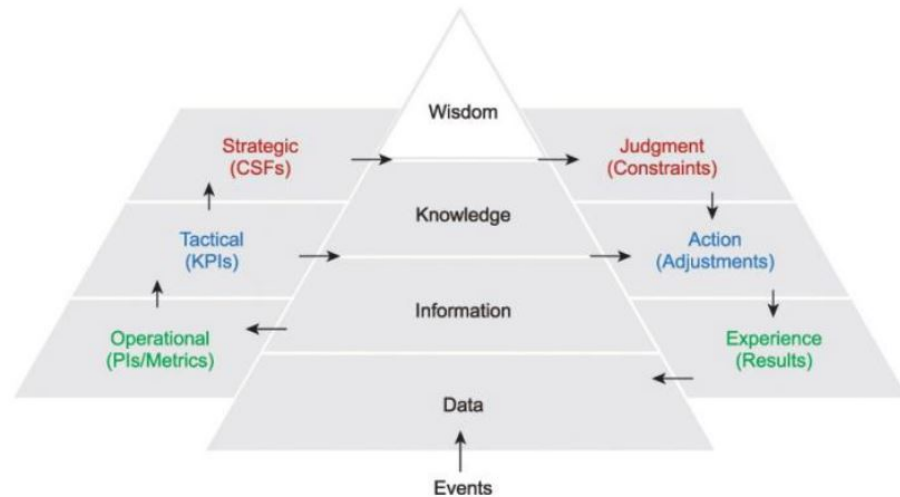 Wisdom
Strategic
(CSFs)
Judgment
(Constraints)
Knowledge
Tactical
(KPIs)
Action
(Adjustments)
Information
Operational
(PIs/Metrics)
Experience
(Results)
Data
Events